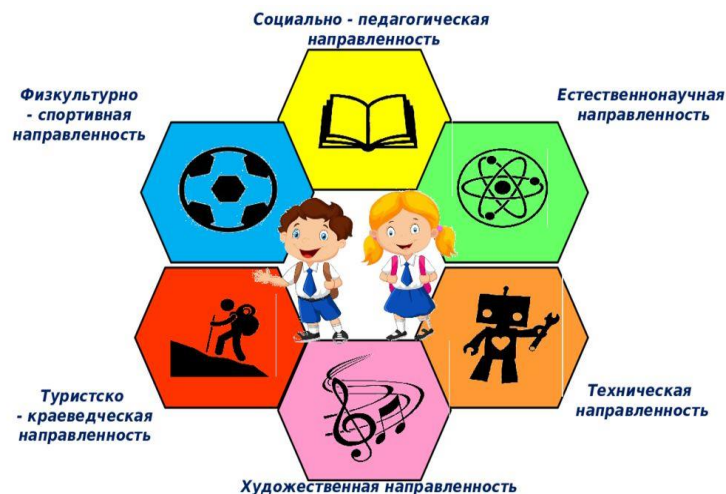 Социально - педагогическая
направленность
Физкультурно
- спортивная
направленность
Естественнонаучная
направленность
Туристско
- краеведческая
направленность
Техническая
направленность
Художественная направленность